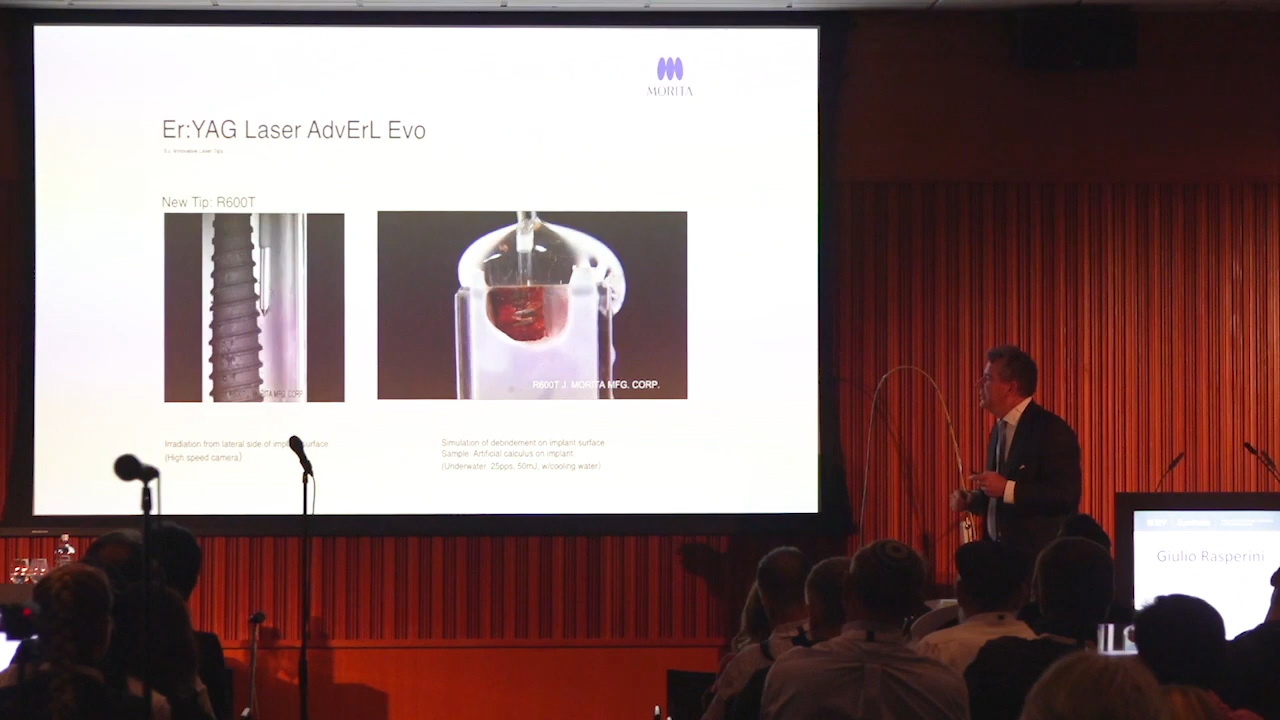 MORITA
Er:YAG Laser AdvErL Evo
New Tip: R600T
R600T J. MORITA MFG. CORP.
Irradiation from lateral side of implant surface
(High speed camera)
Simulation of debridement on implant surface
Sample: Artificial calculus on implant
(Underwater: 25pps, 50mJ, w/cooling water)
Giulio Rasperini